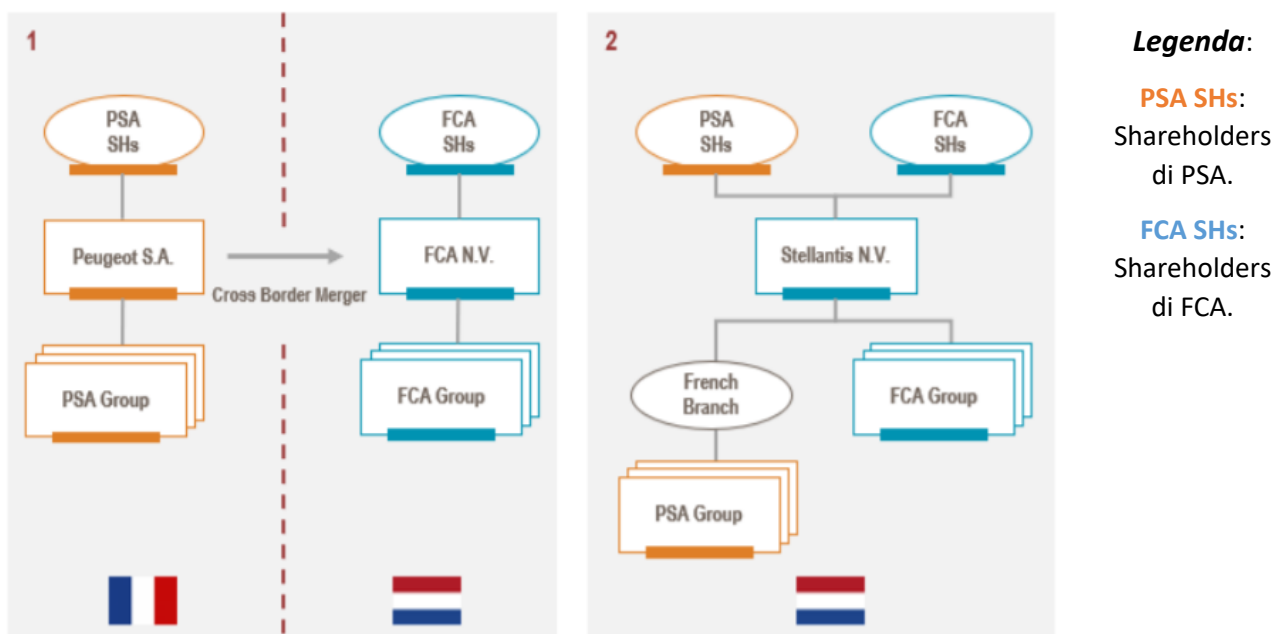 1
PSA
SHs
FCA
SHs
Peugeot S.A.
Cross Border Merger
FCA N.V.
PSA Group
FCA Group
2
PSA
SHs
FCA
SHs
Stellantis N.V.
French
Branch
FCA Group
PSA Group
Legenda:
PSA SHs:
Shareholders
di PSA.
FCA SHs:
Shareholders
di FCA.